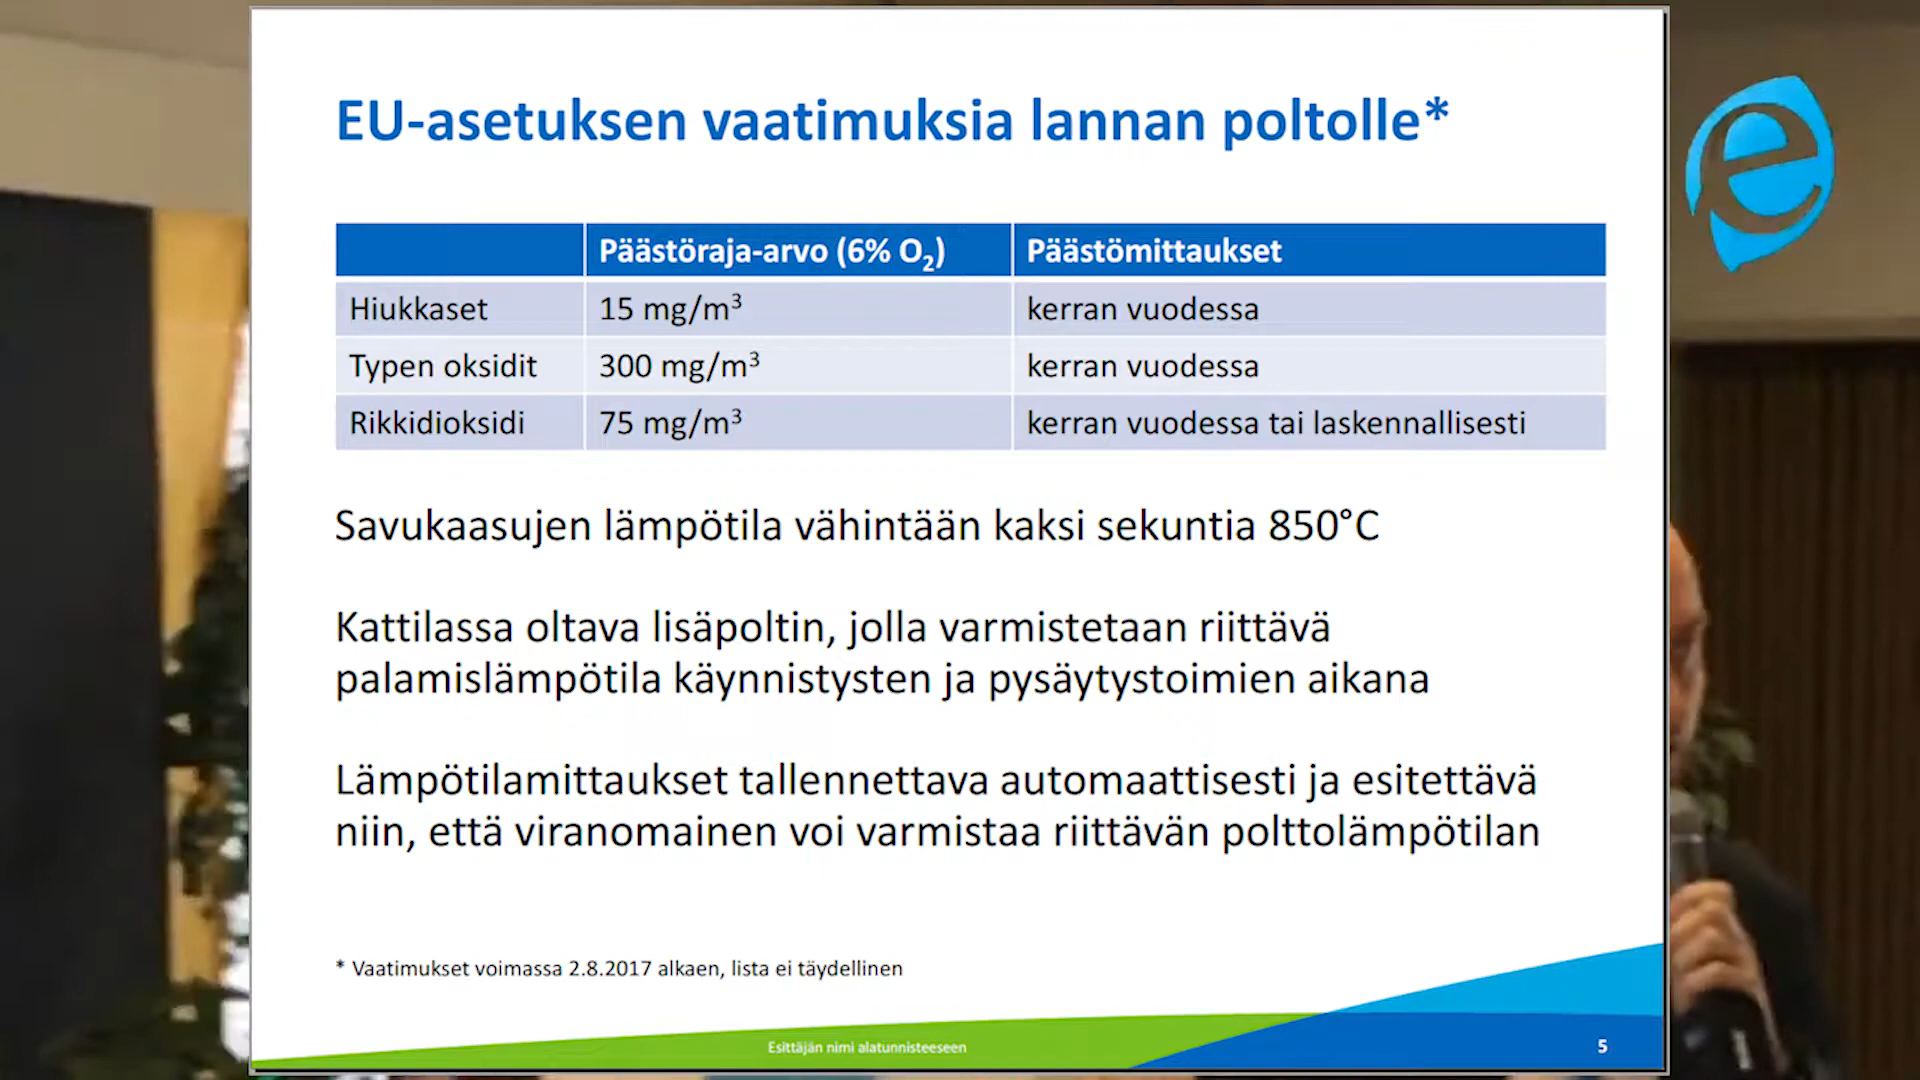 EU-asetuksen vaatimuksia lannan poltolle*
Päästöraja-arvo (6% O₂) Päästömittaukset
Hiukkaset 15 mg/m³ kerran vuodessa
Typen oksidit 300 mg/m³ kerran vuodessa
Rikkidioksidi 75 mg/m³ kerran vuodessa tai laskennallisesti
Savukaasujen lämpötila vähintään kaksi sekuntia 850°C
Kattilassa oltava lisäpoltin, jolla varmistetaan riittävä
palamislämpötila käynnistysten ja pysäytystoimien aikana
Lämpötilamittaukset tallennettava automaattisesti ja esitettävä
niin, että viranomainen voi varmistaa riittävän polttolämpötilan
* Vaatimukset voimassa 2.8.2017 alkaen, lista ei täydellinen
Esittäjän nimi alatunnisteeseen
5